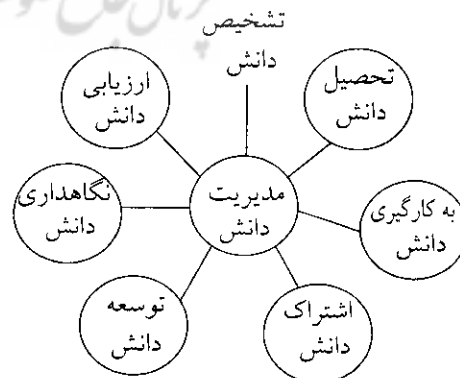 تشخیص
دانش
تحصیل
دانش
به کارگیری
دانش
اشتراک
دانش
توسعه
دانش
نگاهداری
دانش
ارزیابی
دانش
مدیریت
دانش